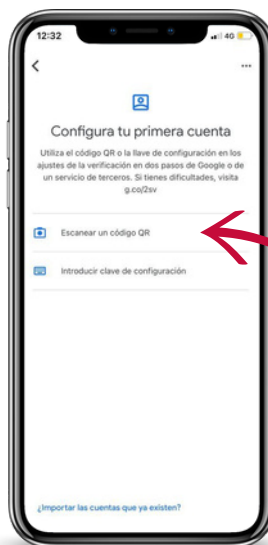 12:32
4G
Configura tu primera cuenta
Utiliza el código QR o la llave de configuración en los
ajustes de la verificación en dos pasos de Google o de
un servicio de terceros. Si tienes dificultades, visita
g.co/2sv
Escanear un código QR
Introducir clave de configuración
¿Importar las cuentas que ya existen?